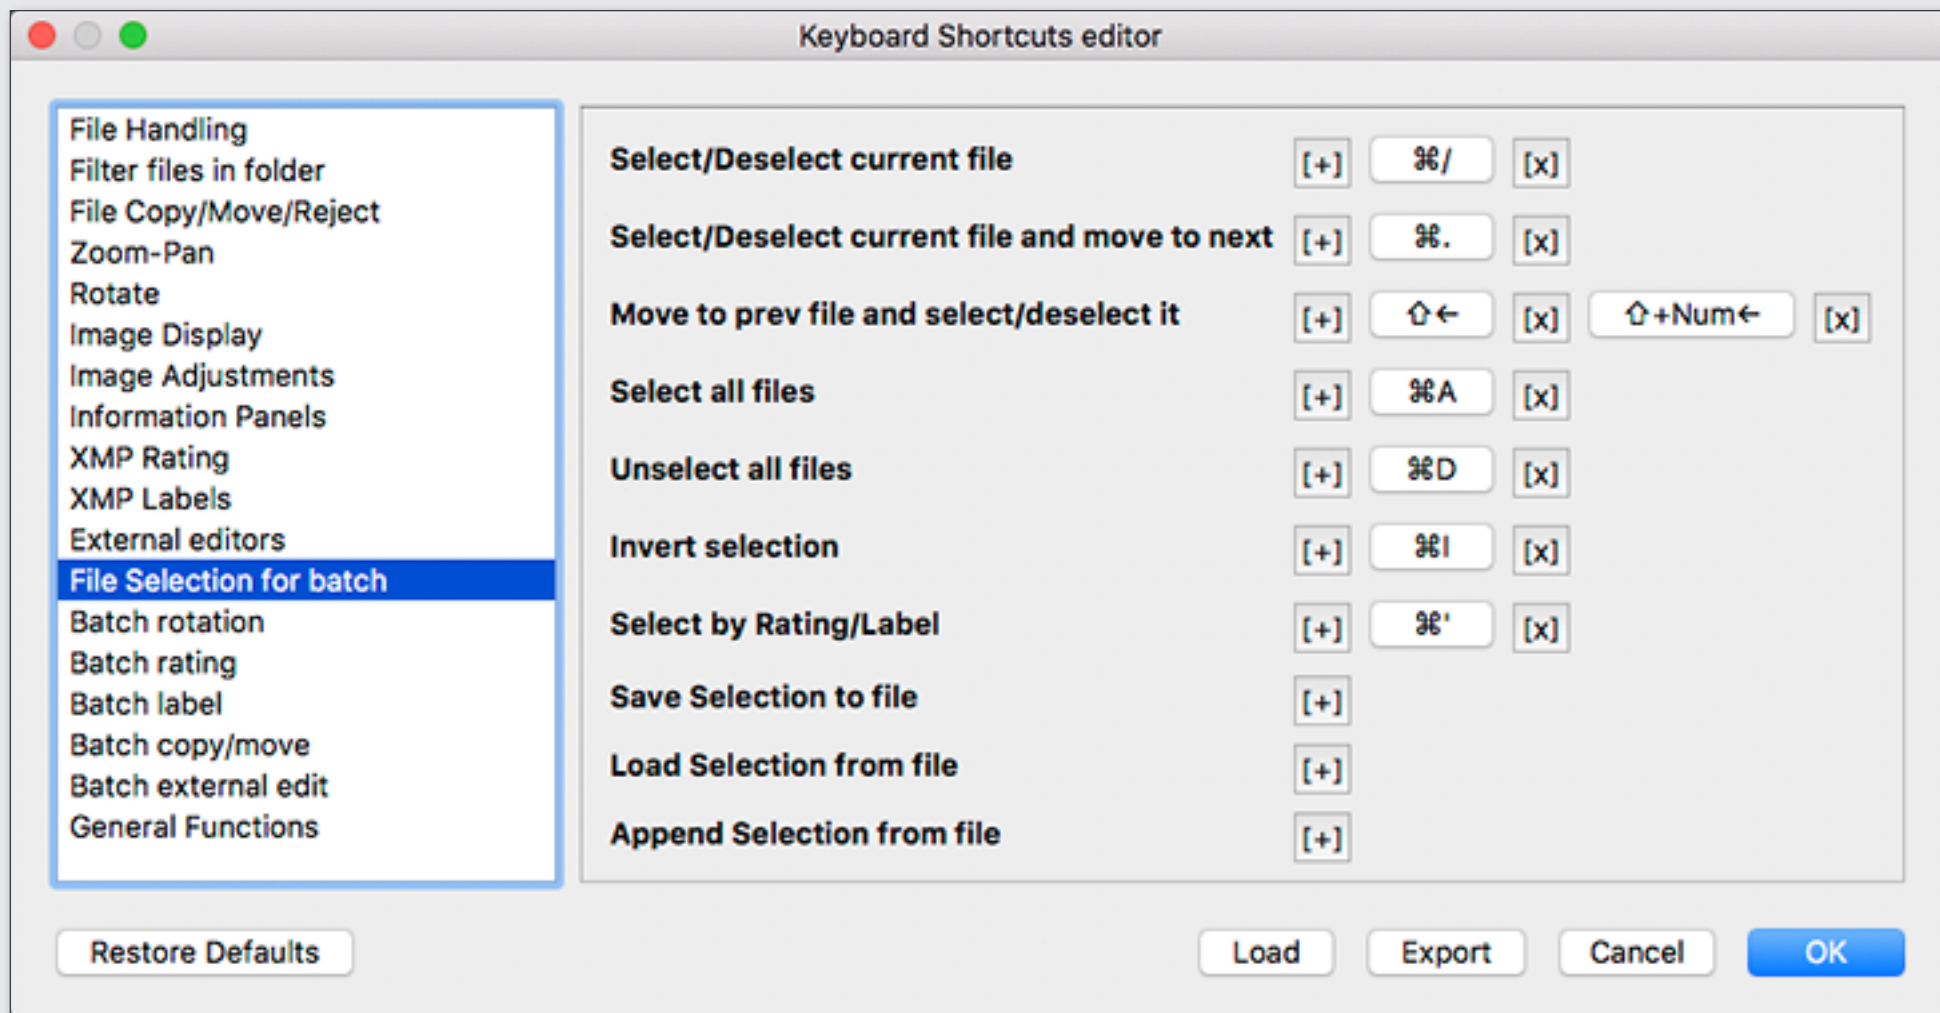 Keyboard Shortcuts editor
File Handling
Filter files in folder
File Copy/Move/Reject
Zoom-Pan
Rotate
Image Display
Image Adjustments
Information Panels
XMP Rating
XMP Labels
External editors
File Selection for batch
Batch rotation
Batch rating
Batch label
Batch copy/move
Batch external edit
General Functions
Select/Deselect current file [+] ⌘/ [x]
Select/Deselect current file and move to next [+] ⌘. [x]
Move to prev file and select/deselect it [+] ⇧← [x] ⇧+Num← [x]
Select all files [+] ⌘A [x]
Unselect all files [+] ⌘D [x]
Invert selection [+] ⌘I [x]
Select by Rating/Label [+] ⌘' [x]
Save Selection to file [+]
Load Selection from file [+]
Append Selection from file [+]
Restore Defaults Load Export Cancel OK